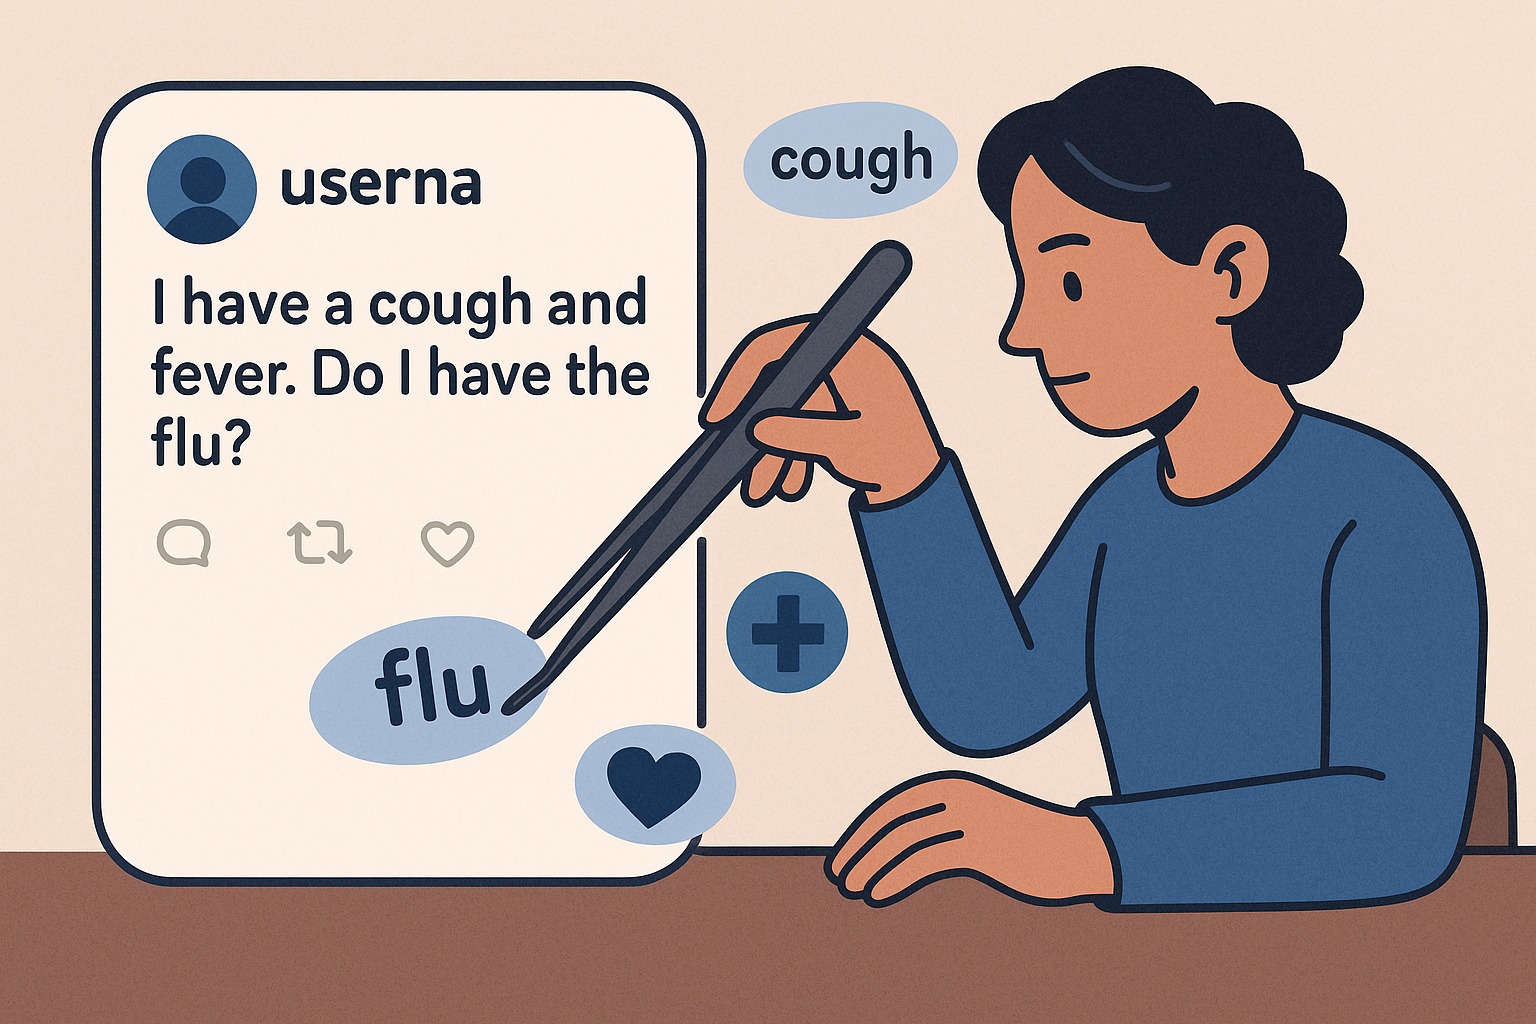 userna
I have a cough and
fever. Do I have the
flu?
cough
flu